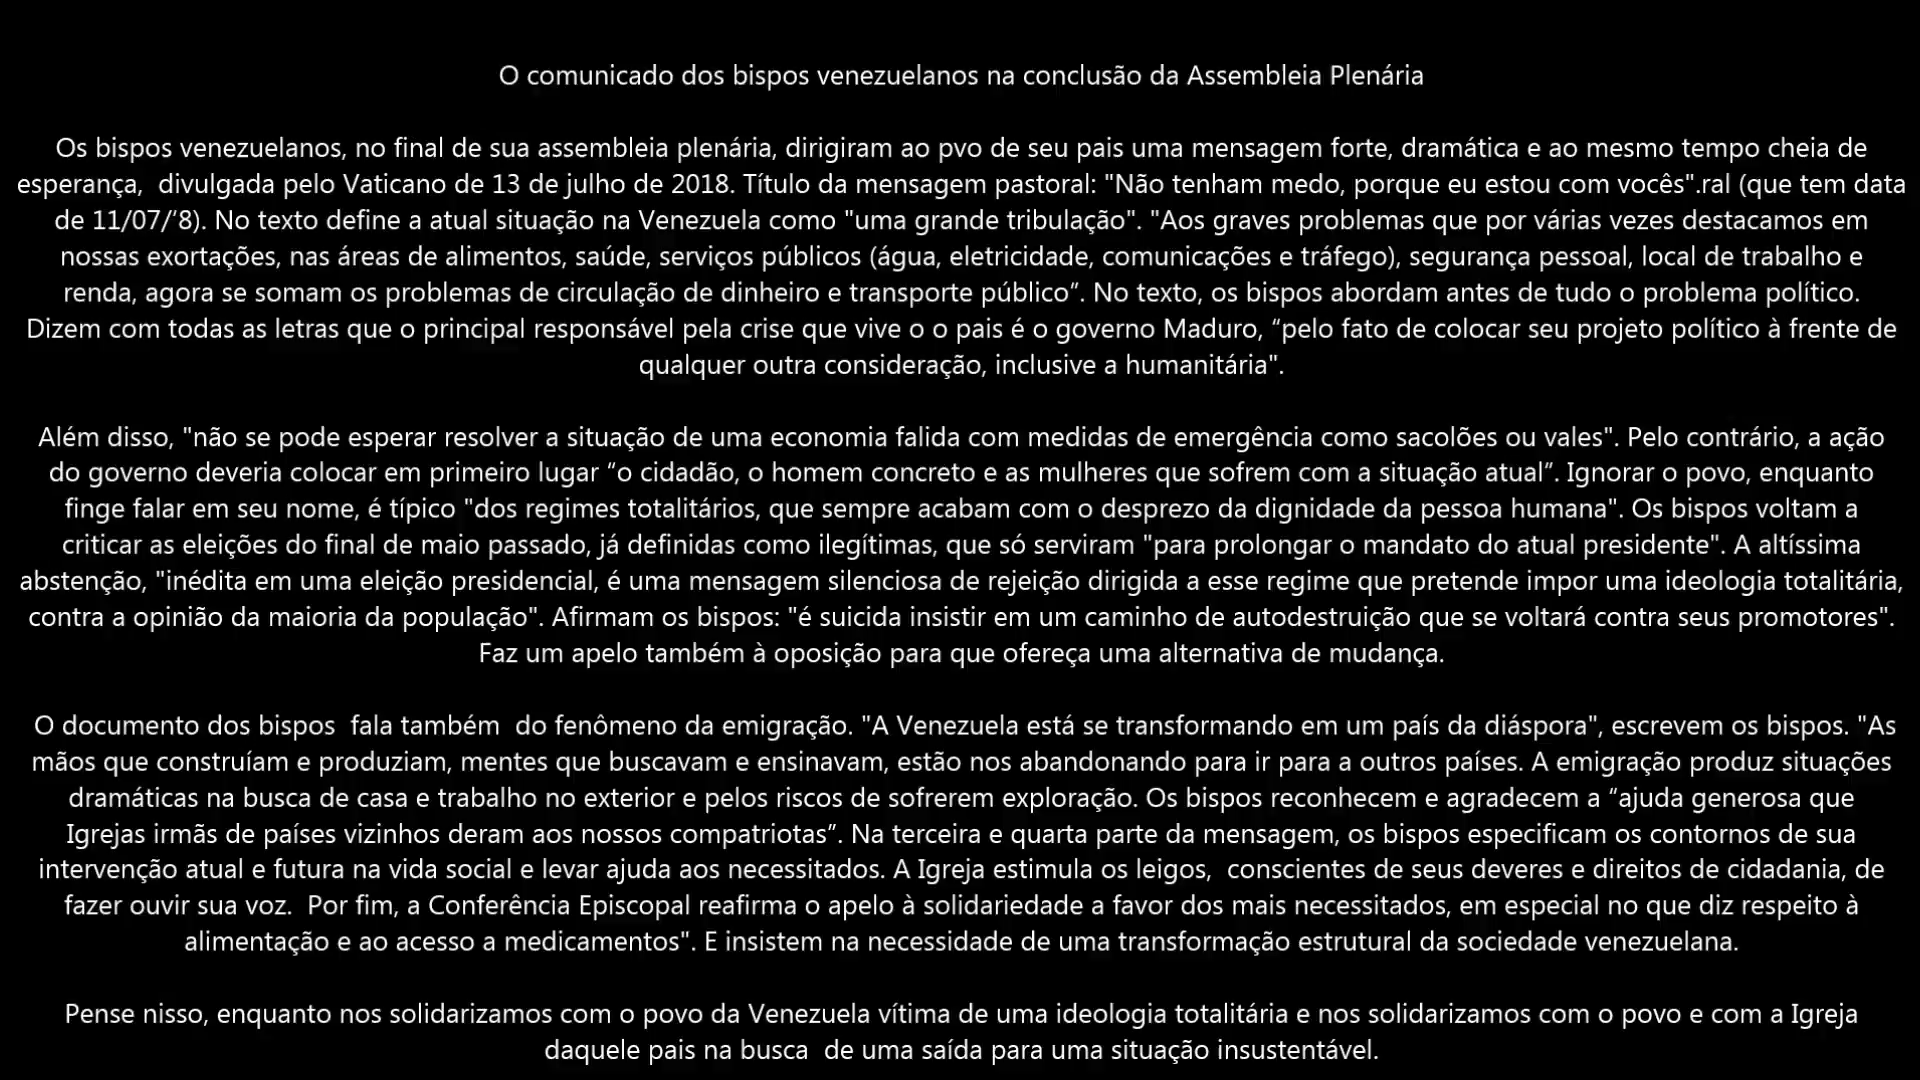 O comunicado dos bispos venezuelanos na conclusão da Assembleia Plenária
Os bispos venezuelanos, no final de sua assembleia plenária, dirigiram ao pvo de seu pais uma mensagem forte, dramática e ao mesmo tempo cheia de
esperança,  divulgada pelo Vaticano de 13 de julho de 2018. Título da mensagem pastoral: "Não tenham medo, porque eu estou com vocês".ral (que tem data
de 11/07/‘8). No texto define a atual situação na Venezuela como "uma grande tribulação". "Aos graves problemas que por várias vezes destacamos em
nossas exortações, nas áreas de alimentos, saúde, serviços públicos (água, eletricidade, comunicações e tráfego), segurança pessoal, local de trabalho e
renda, agora se somam os problemas de circulação de dinheiro e transporte público”. No texto, os bispos abordam antes de tudo o problema político.
Dizem com todas as letras que o principal responsável pela crise que vive o o pais é o governo Maduro, “pelo fato de colocar seu projeto político à frente de
qualquer outra consideração, inclusive a humanitária".
Além disso, "não se pode esperar resolver a situação de uma economia falida com medidas de emergência como sacolões ou vales". Pelo contrário, a ação
do governo deveria colocar em primeiro lugar “o cidadão, o homem concreto e as mulheres que sofrem com a situação atual”. Ignorar o povo, enquanto
finge falar em seu nome, é típico "dos regimes totalitários, que sempre acabam com o desprezo da dignidade da pessoa humana". Os bispos voltam a
criticar as eleições do final de maio passado, já definidas como ilegítimas, que só serviram "para prolongar o mandato do atual presidente". A altíssima
abstenção, "inédita em uma eleição presidencial, é uma mensagem silenciosa de rejeição dirigida a esse regime que pretende impor uma ideologia totalitária,
contra a opinião da maioria da população". Afirmam os bispos: "é suicida insistir em um caminho de autodestruição que se voltará contra seus promotores".
Faz um apelo também à oposição para que ofereça uma alternativa de mudança.
O documento dos bispos  fala também  do fenômeno da emigração. "A Venezuela está se transformando em um país da diáspora", escrevem os bispos. "As
mãos que construíam e produziam, mentes que buscavam e ensinavam, estão nos abandonando para ir para a outros países. A emigração produz situações
dramáticas na busca de casa e trabalho no exterior e pelos riscos de sofrerem exploração. Os bispos reconhecem e agradecem a “ajuda generosa que
Igrejas irmãs de países vizinhos deram aos nossos compatriotas”. Na terceira e quarta parte da mensagem, os bispos especificam os contornos de sua
intervenção atual e futura na vida social e levar ajuda aos necessitados. A Igreja estimula os leigos,  conscientes de seus deveres e direitos de cidadania, de
fazer ouvir sua voz.  Por fim, a Conferência Episcopal reafirma o apelo à solidariedade a favor dos mais necessitados, em especial no que diz respeito à
alimentação e ao acesso a medicamentos". E insistem na necessidade de uma transformação estrutural da sociedade venezuelana.
Pense nisso, enquanto nos solidarizamos com o povo da Venezuela vítima de uma ideologia totalitária e nos solidarizamos com o povo e com a Igreja
daquele pais na busca  de uma saída para uma situação insustentável.